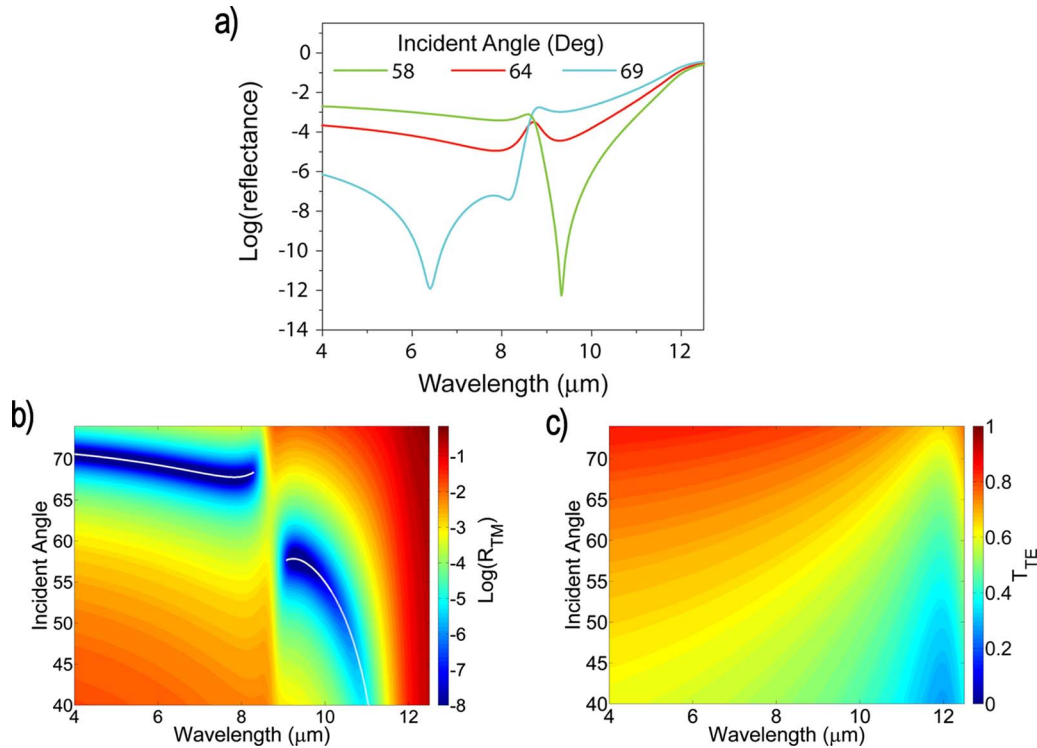 a)
Incident Angle (Deg)
58 64 69
0
-2
-4
-6
-8
-10
-12
-14
Log(reflectance)
4 6 8 10 12
Wavelength (μm)
b)
70
65
60
55
50
45
40
Incident Angle
4 6 8 10 12
Wavelength (μm)
-1
-2
-3
-4
-5
-6
-7
-8
Log(R_TM)
c)
70
65
60
55
50
45
40
Incident Angle
4 6 8 10 12
Wavelength (μm)
1
0.8
0.6
0.4
0.2
0
T_TE